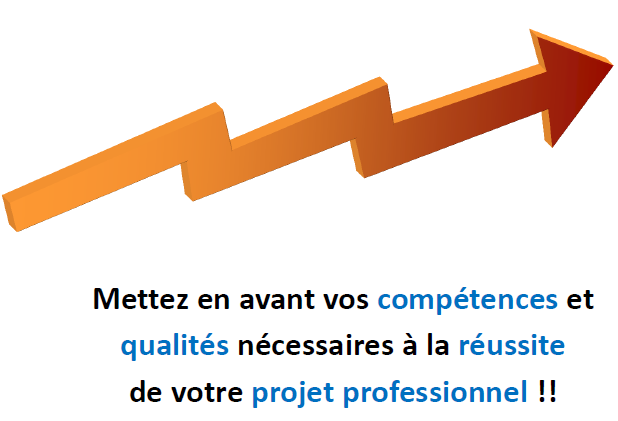 Mettez en avant vos compétences et
qualités nécessaires à la réussite
de votre projet professionnel !!